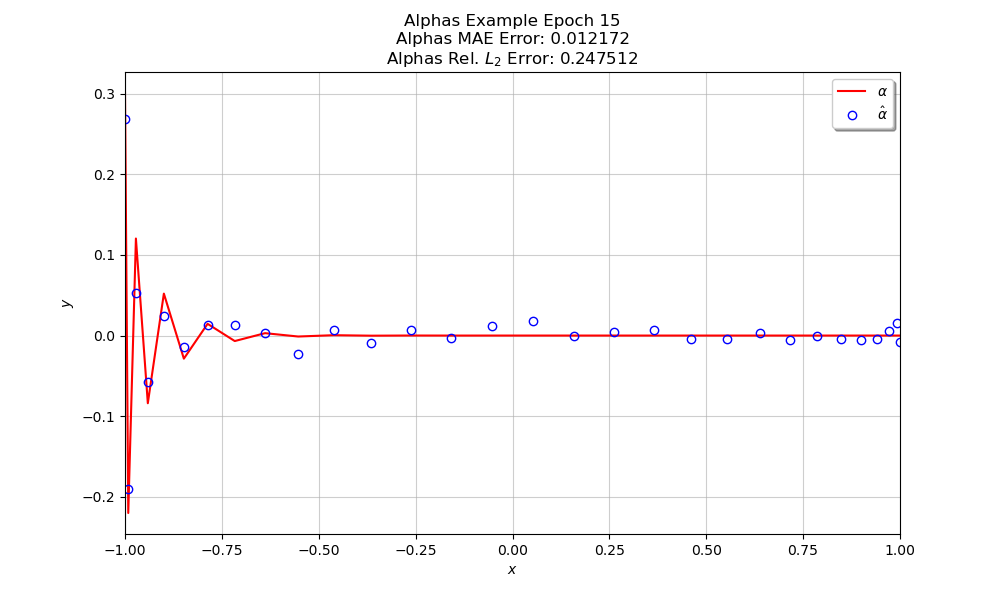 Alphas Example Epoch 15
Alphas MAE Error: 0.012172
Alphas Rel. $L_2$ Error: 0.247512
α
α̂
0.3
0.2
0.1
0.0
−0.1
−0.2
y
−1.00 −0.75 −0.50 −0.25 0.00 0.25 0.50 0.75 1.00
x